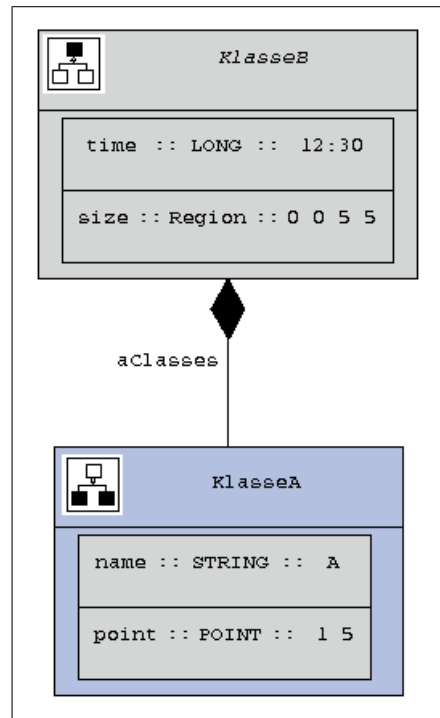 KlasseB
time :: LONG :: 12:30
size :: Region :: 0 0 5 5
aClasses
KlasseA
name :: STRING :: A
point :: POINT :: 1 5